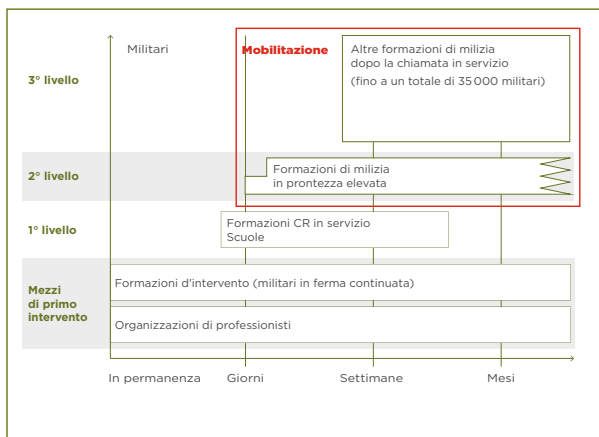 Militari
Mobilitazione
Altre formazioni di milizia
dopo la chiamata in servizio
(fino a un totale di 35 000 militari)
3° livello
2° livello
Formazioni di milizia
in prontezza elevata
1° livello
Formazioni CR in servizio
Scuole
Mezzi
di primo
intervento
Formazioni d'intervento (militari in ferma continuata)
Organizzazioni di professionisti
In permanenza
Giorni
Settimane
Mesi